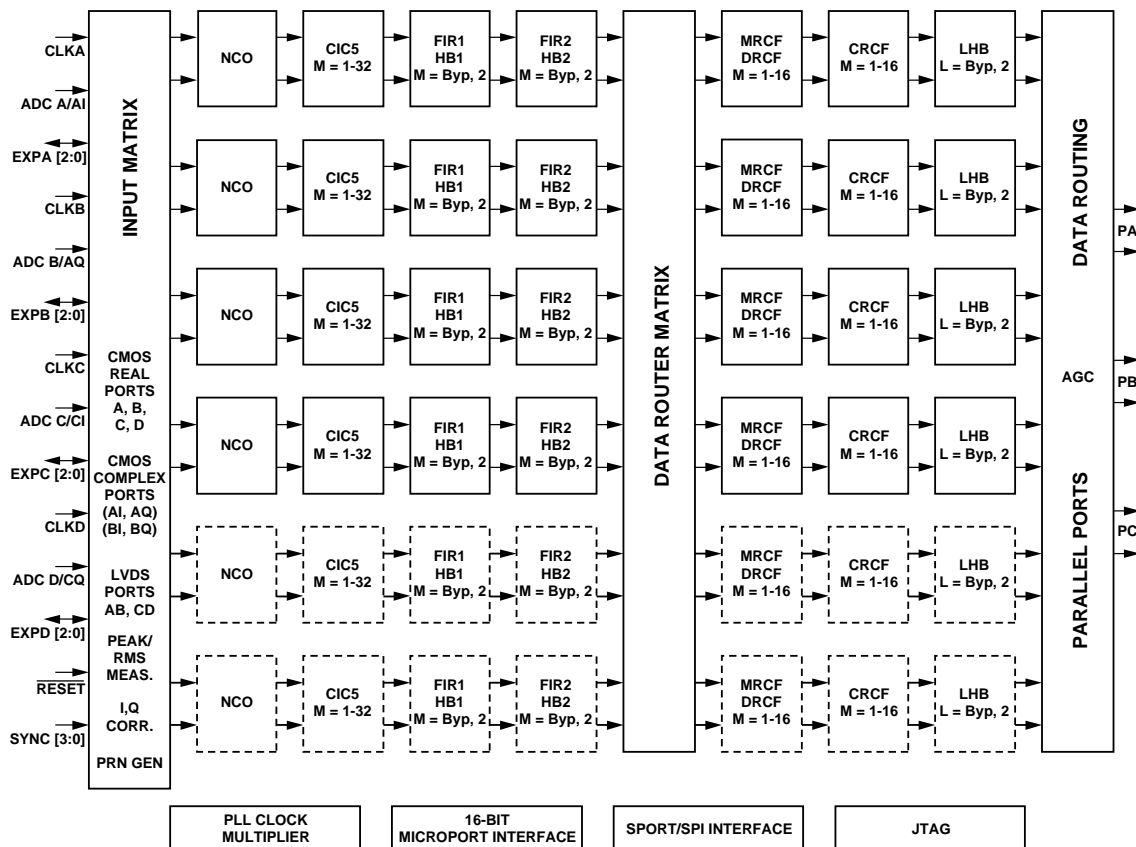 CLKA
ADC A/AI
EXPA [2:0]
CLKB
ADC B/AQ
EXPB [2:0]
CLKC
ADC C/CI
EXPC [2:0]
CLKD
ADC D/CQ
EXPD [2:0]
RESET
SYNC [3:0]
INPUT MATRIX
CMOS
REAL
PORTS
A, B,
C, D
CMOS
COMPLEX
PORTS
(AI, AQ)
(BI, BQ)
LVDS
PORTS
AB, CD
PEAK/
RMS
MEAS.
I,Q
CORR.
PRN GEN
NCO
CIC5
M = 1-32
FIR1
HB1
M = Byp, 2
FIR2
HB2
M = Byp, 2
NCO
CIC5
M = 1-32
FIR1
HB1
M = Byp, 2
FIR2
HB2
M = Byp, 2
NCO
CIC5
M = 1-32
FIR1
HB1
M = Byp, 2
FIR2
HB2
M = Byp, 2
NCO
CIC5
M = 1-32
FIR1
HB1
M = Byp, 2
FIR2
HB2
M = Byp, 2
NCO
CIC5
M = 1-32
FIR1
HB1
M = Byp, 2
FIR2
HB2
M = Byp, 2
NCO
CIC5
M = 1-32
FIR1
HB1
M = Byp, 2
FIR2
HB2
M = Byp, 2
DATA ROUTER MATRIX
MRCF
DRCF
M = 1-16
CRCF
M = 1-16
LHB
L = Byp, 2
MRCF
DRCF
M = 1-16
CRCF
M = 1-16
LHB
L = Byp, 2
MRCF
DRCF
M = 1-16
CRCF
M = 1-16
LHB
L = Byp, 2
MRCF
DRCF
M = 1-16
CRCF
M = 1-16
LHB
L = Byp, 2
MRCF
DRCF
M = 1-16
CRCF
M = 1-16
LHB
L = Byp, 2
MRCF
DRCF
M = 1-16
CRCF
M = 1-16
LHB
L = Byp, 2
DATA ROUTING
AGC
PARALLEL PORTS
PA
PB
PC
PLL CLOCK
MULTIPLIER
16-BIT
MICROPORT INTERFACE
SPORT/SPI INTERFACE
JTAG